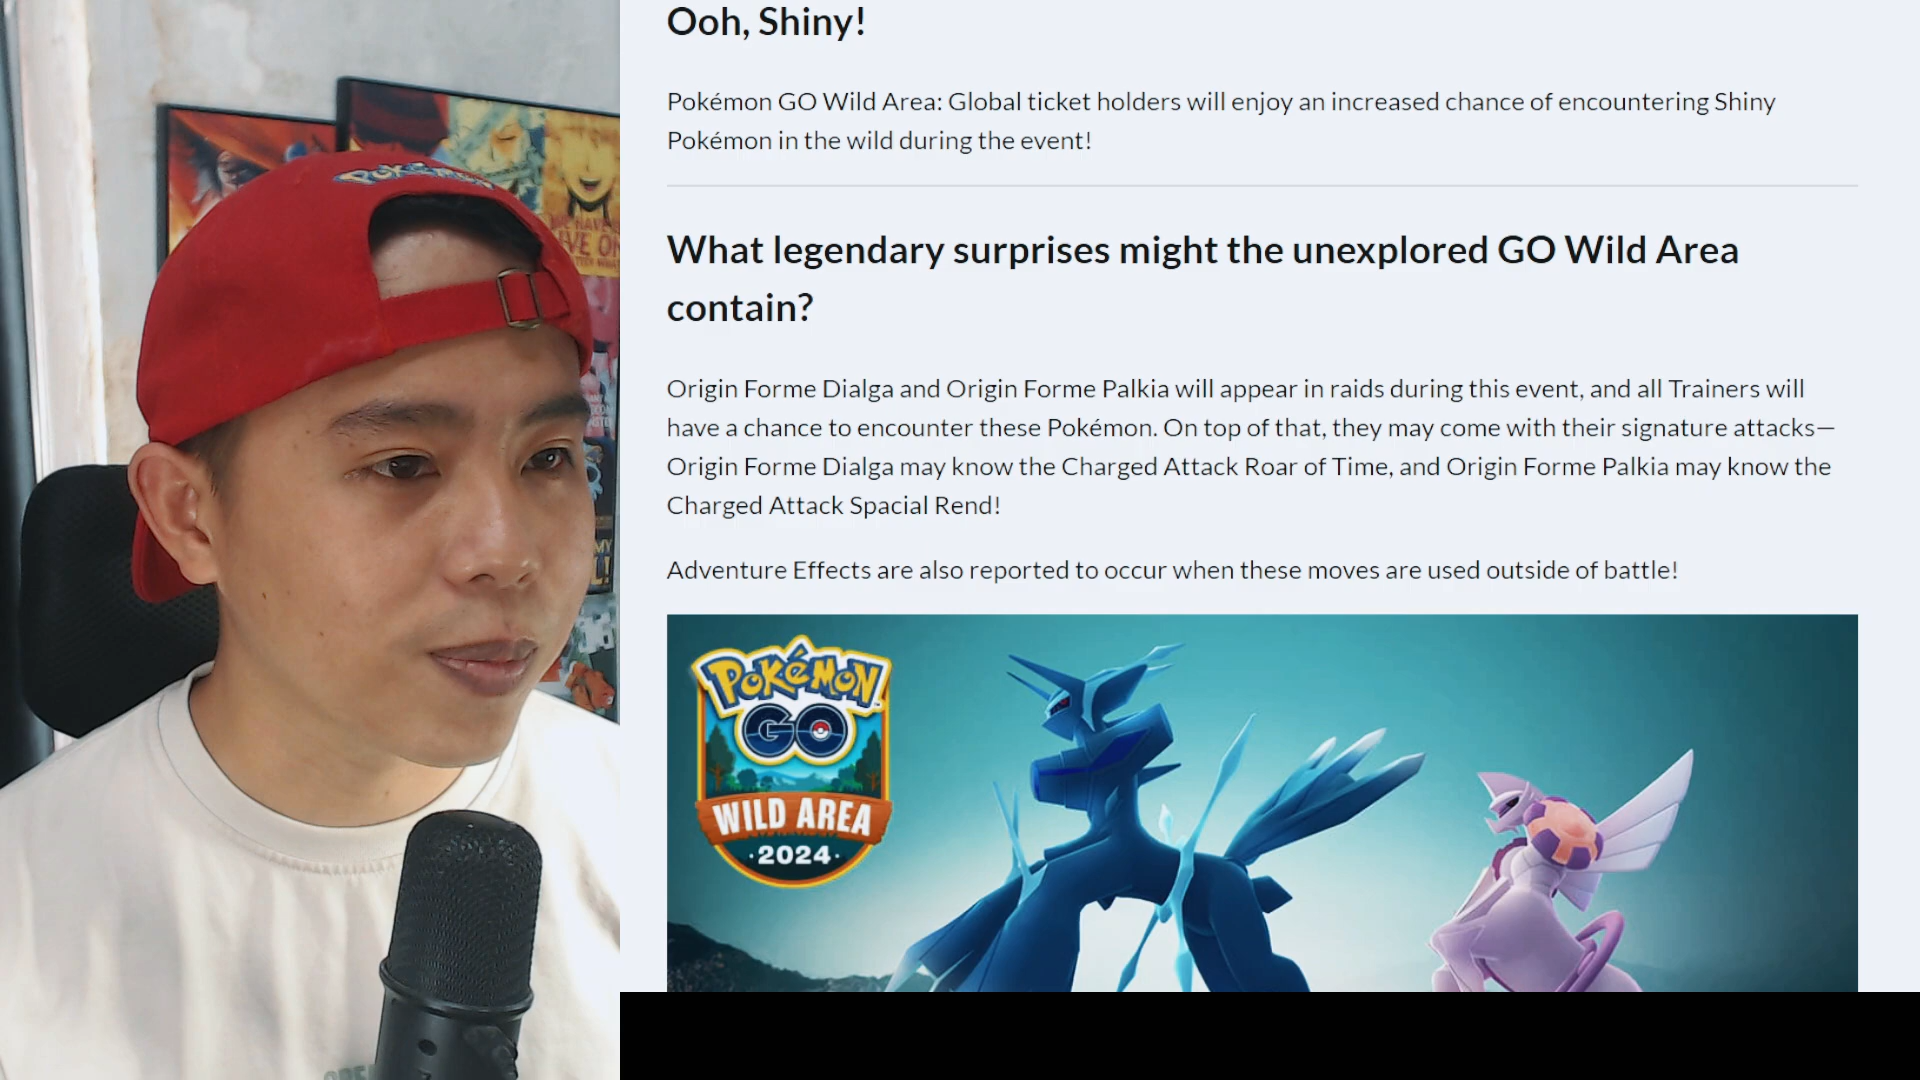 Ooh, Shiny!
Pokémon GO Wild Area: Global ticket holders will enjoy an increased chance of encountering Shiny
Pokémon in the wild during the event!
What legendary surprises might the unexplored GO Wild Area
contain?
Origin Forme Dialga and Origin Forme Palkia will appear in raids during this event, and all Trainers will
have a chance to encounter these Pokémon. On top of that, they may come with their signature attacks—
Origin Forme Dialga may know the Charged Attack Roar of Time, and Origin Forme Palkia may know the
Charged Attack Spacial Rend!
Adventure Effects are also reported to occur when these moves are used outside of battle!
POKéMON
GO
WILD AREA
·2024·
POKéMON